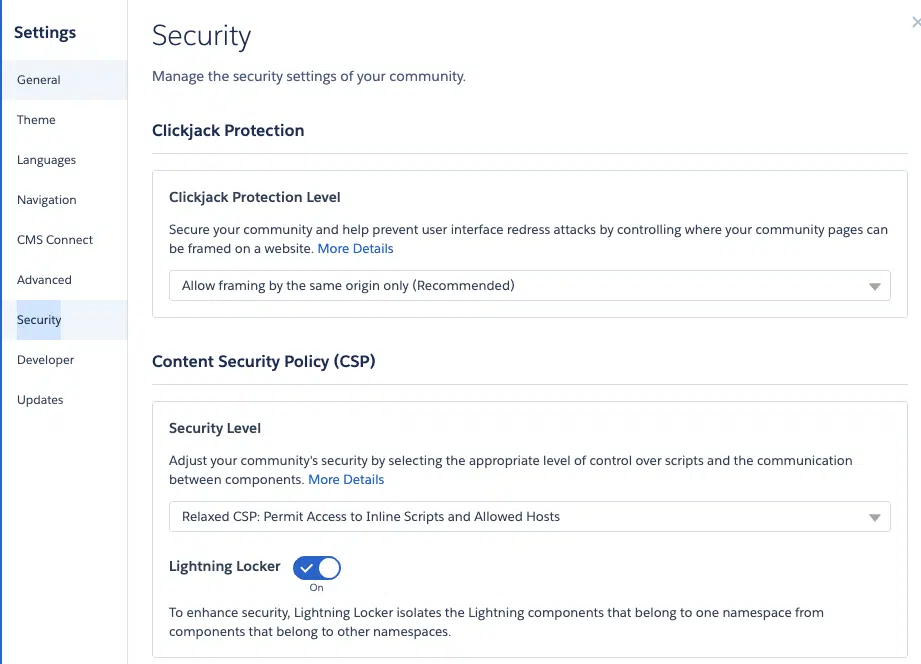 Settings
General
Theme
Languages
Navigation
CMS Connect
Advanced
Security
Developer
Updates
Security
Manage the security settings of your community.
Clickjack Protection
Clickjack Protection Level
Secure your community and help prevent user interface redress attacks by controlling where your community pages can
be framed on a website. More Details
Allow framing by the same origin only (Recommended)
Content Security Policy (CSP)
Security Level
Adjust your community's security by selecting the appropriate level of control over scripts and the communication
between components. More Details
Relaxed CSP: Permit Access to Inline Scripts and Allowed Hosts
Lightning Locker
On
To enhance security, Lightning Locker isolates the Lightning components that belong to one namespace from
components that belong to other namespaces.